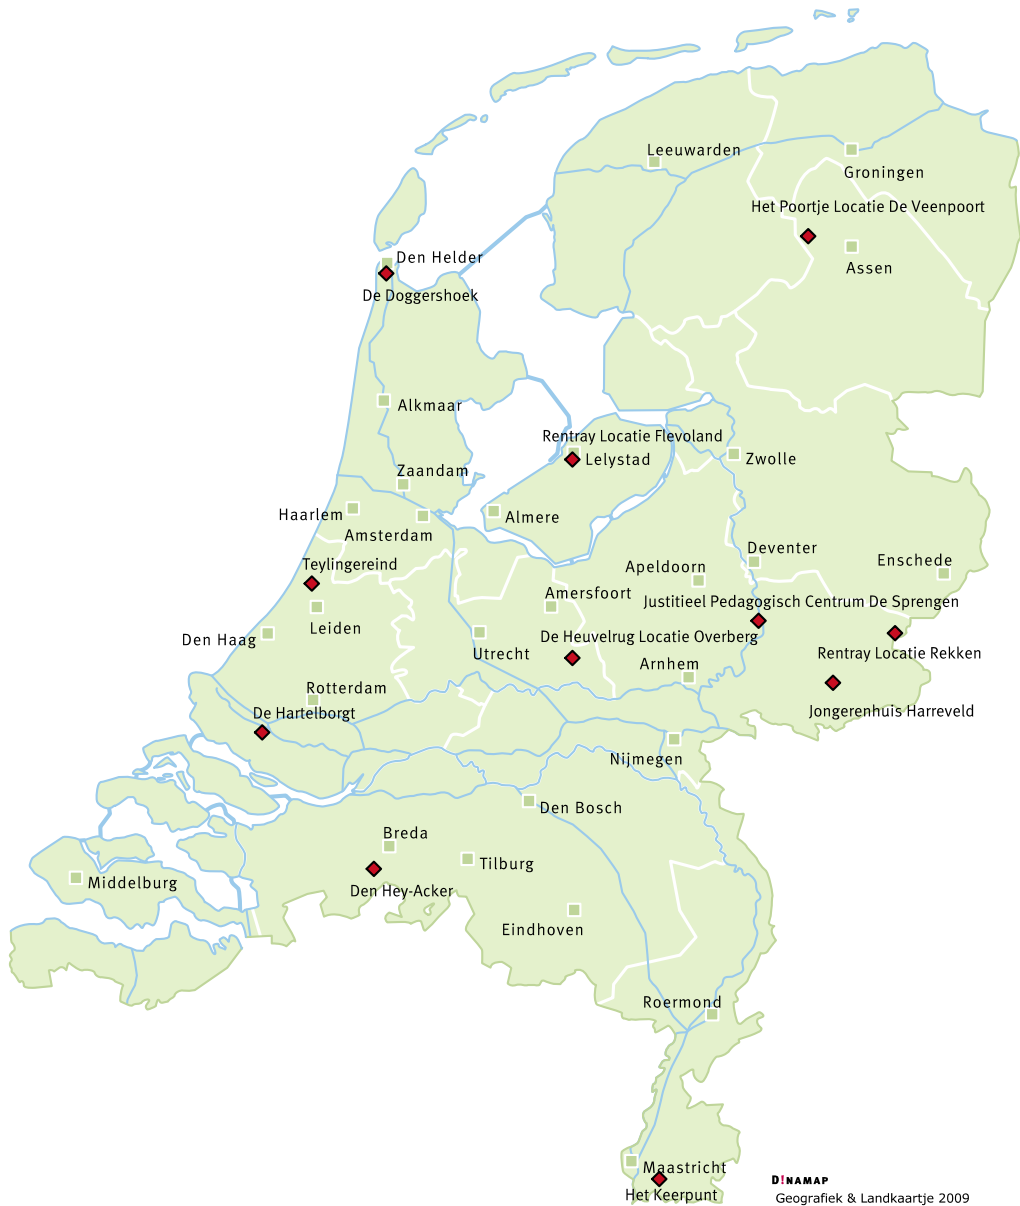 Leeuwarden
Groningen
Het Poortje Locatie De Veenpoort
Den Helder
Assen
De Doggershoek
Alkmaar
Rentray Locatie Flevoland
Lelystad
Zwolle
Zaandam
Haarlem
Almere
Amsterdam
Deventer
Teylingereind
Apeldoorn
Enschede
Amersfoort
Justitieel Pedagogisch Centrum De Sprengen
Leiden
Den Haag
De Heuvelrug Locatie Overberg
Utrecht
Rentray Locatie Rekken
Arnhem
Rotterdam
De Hartelborgt
Jongerenhuis Harreveld
Nijmegen
Den Bosch
Breda
Tilburg
Middelburg
Den Hey-Acker
Eindhoven
Roermond
Maastricht
Het Keerpunt
D!NAMAP
Geografiek & Landkaartje 2009